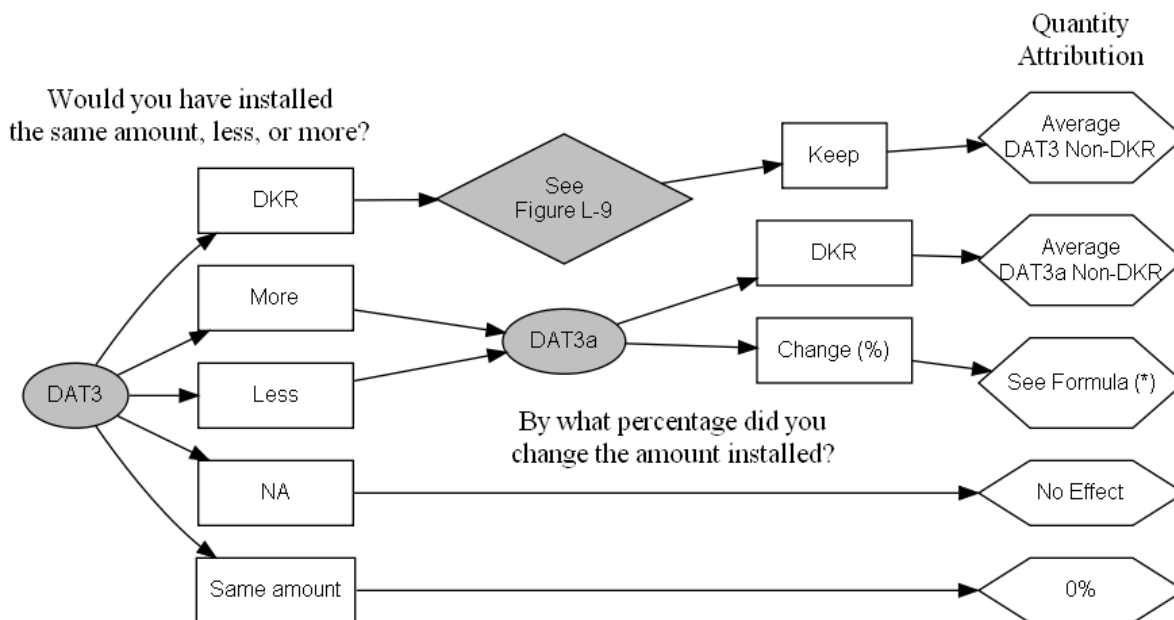 Quantity
Attribution
Would you have installed
the same amount, less, or more?
DKR
See
Figure L-9
Keep
Average
DAT3 Non-DKR
More
DKR
Average
DAT3a Non-DKR
DAT3
Less
DAT3a
Change (%)
See Formula (*)
By what percentage did you
change the amount installed?
NA
No Effect
Same amount
0%